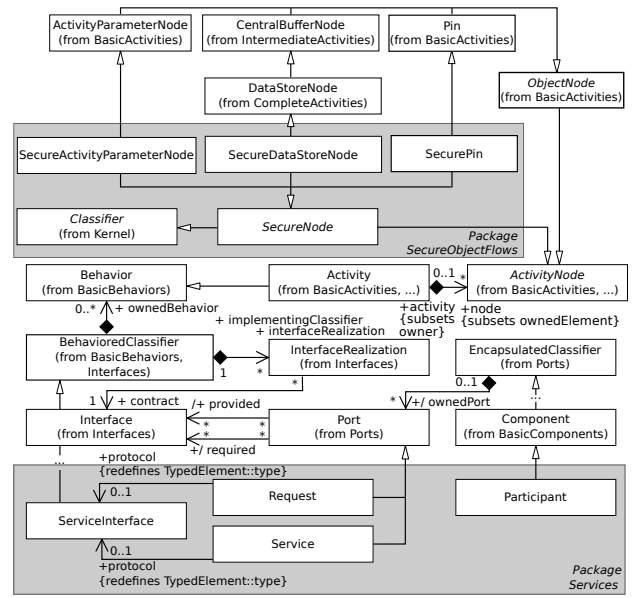 ActivityParameterNode
(from BasicActivities)
CentralBufferNode
(from IntermediateActivities)
Pin
(from BasicActivities)
ObjectNode
(from BasicActivities)
DataStoreNode
(from CompleteActivities)
SecureActivityParameterNode
SecureDataStoreNode
SecurePin
Classifier
(from Kernel)
SecureNode
Package
SecureObjectFlows
Behavior
(from BasicBehaviors)
Activity
(from BasicActivities, ...)
0..1
*
ActivityNode
(from BasicActivities, ...)
0..*
+ ownedBehavior
+activity
{subsets
owner}
+node
{subsets ownedElement}
+ implementingClassifier
+ interfaceRealization
BehavioredClassifier
(from BasicBehaviors,
Interfaces)
1
*
InterfaceRealization
(from Interfaces)
*
EncapsulatedClassifier
(from Ports)
0..1
1
+ contract
/+ provided
*
+/ ownedPort
...
Interface
(from Interfaces)
*
*
*
*
Port
(from Ports)
Component
(from BasicComponents)
+/ required
...
+protocol
{redefines TypedElement::type}
0..1
Request
Participant
ServiceInterface
Service
0..1
+protocol
{redefines TypedElement::type}
Package
Services